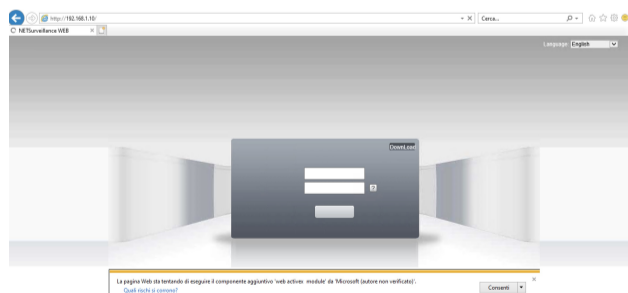 http://192.168.1.10/
Cerca...
NETSurveillance WEB
Language English
DownLoad
?
La pagina Web sta tentando di eseguire il componente aggiuntivo 'web activex module' da 'Microsoft (autore non verificato)'.
Quali rischi si corrono?
Consenti